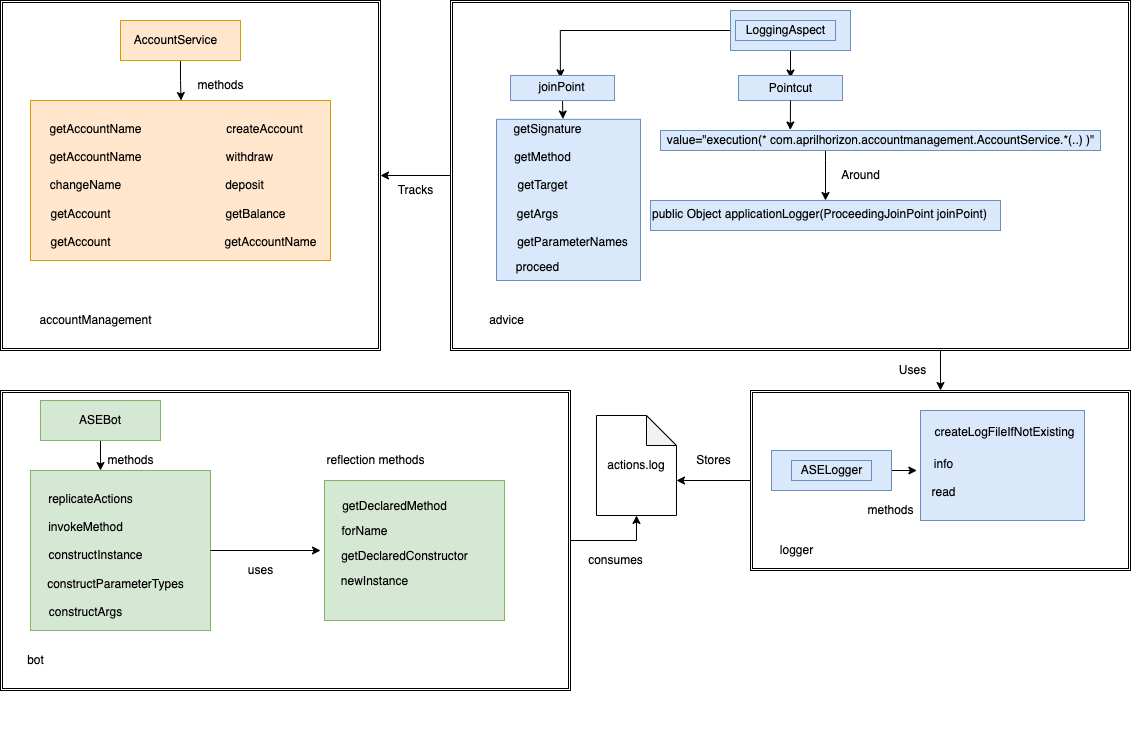 AccountService
methods
getAccountName createAccount
getAccountName withdraw
changeName deposit
getAccount getBalance
getAccount getAccountName
accountManagement
Tracks
LoggingAspect
joinPoint
getSignature
getMethod
getTarget
getArgs
getParameterNames
proceed
Pointcut
value="execution(* com.aprilhorizon.accountmanagement.AccountService.*(..) )"
Around
public Object applicationLogger(ProceedingJoinPoint joinPoint)
advice
Uses
ASEBot
methods
replicateActions
invokeMethod
constructInstance
constructParameterTypes
constructArgs
uses
reflection methods
getDeclaredMethod
forName
getDeclaredConstructor
newInstance
bot
consumes
actions.log
Stores
ASELogger
methods
createLogFileIfNotExisting
info
read
logger